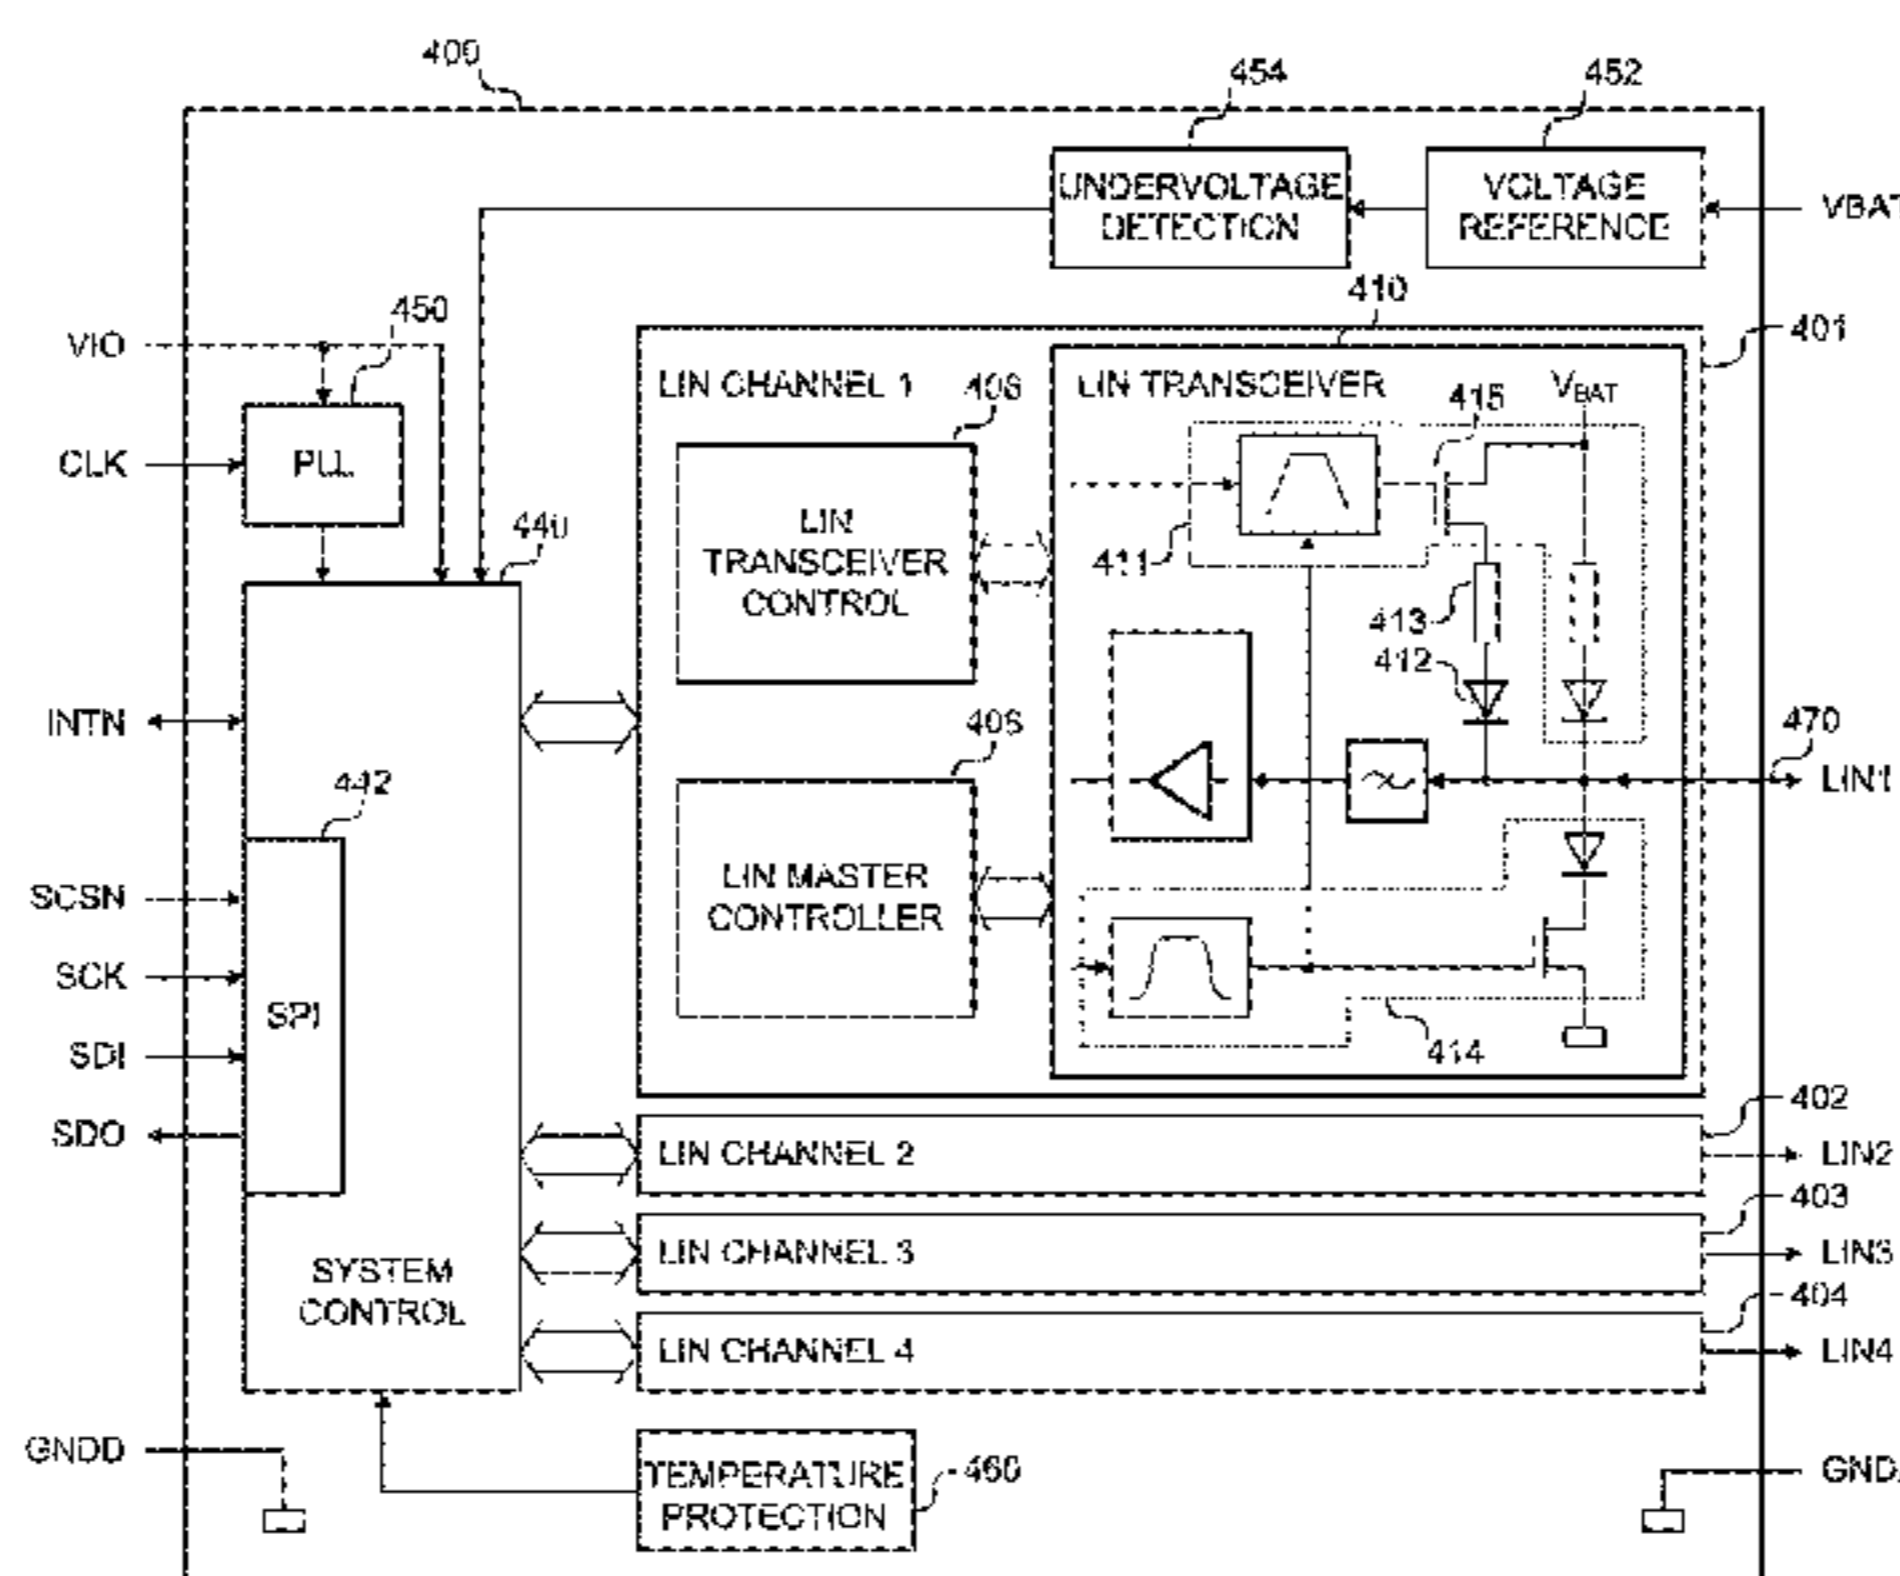 400
454
452
UNDERVOLTAGE
DETECTION
VOLTAGE
REFERENCE
VBAT
410
450
VIO
401
LIN CHANNEL 1
LIN TRANSCEIVER
415
VBAT
CLK
PLL
LIN
TRANSCEIVER
CONTROL
440
411
413
412
INTN
470
LIN1
442
LIN MASTER
CONTROLLER
SCSN
SCK
SPI
SDI
414
402
SDO
LIN CHANNEL 2
LIN2
403
LIN CHANNEL 3
LIN3
SYSTEM
CONTROL
404
LIN CHANNEL 4
LIN4
GNDD
TEMPERATURE
PROTECTION
460